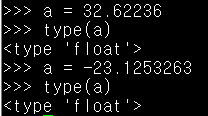 >>> a = 32.62236
>>> type(a)
<type 'float'>
>>> a = -23.1253263
>>> type(a)
<type 'float'>